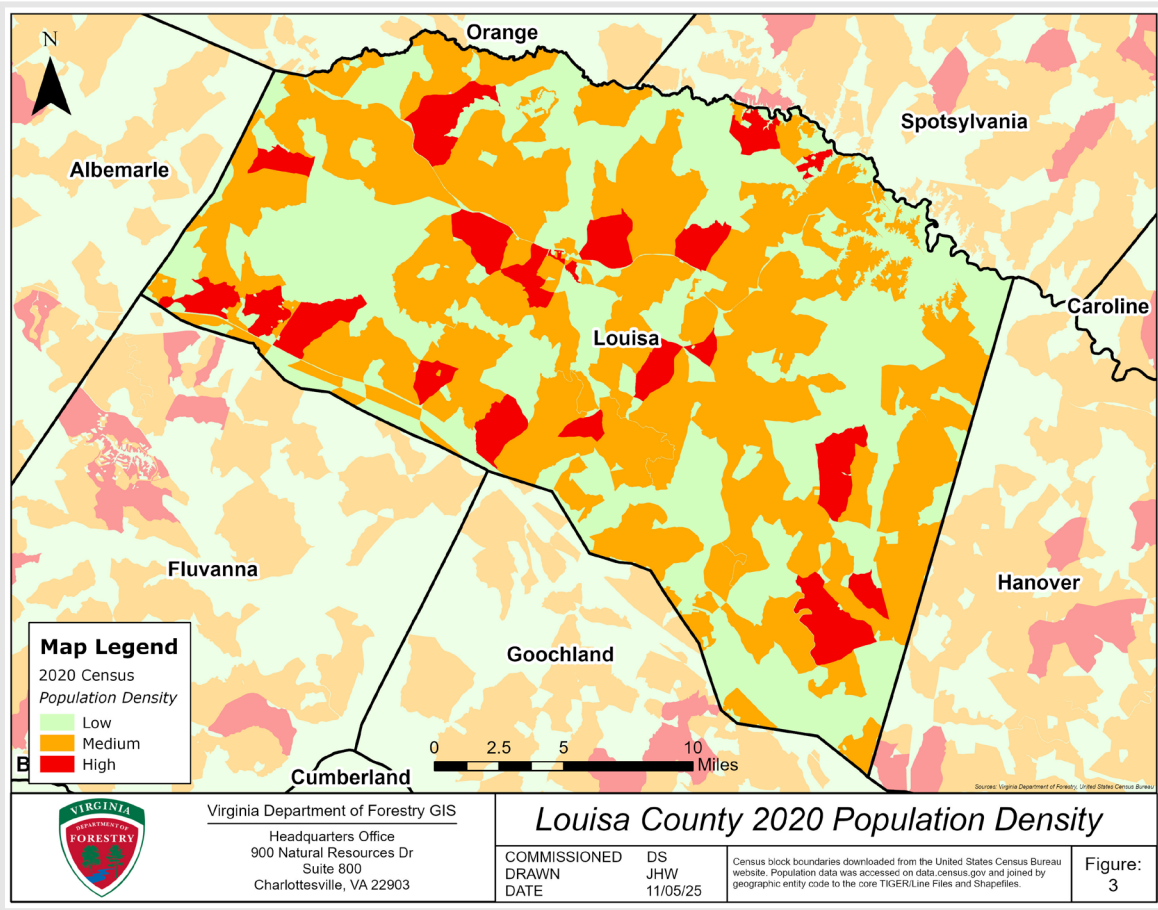 N
Orange
Spotsylvania
Albemarle
Caroline
Louisa
Fluvanna
Hanover
Goochland
Map Legend
2020 Census
Population Density
Low
Medium
High
B
Cumberland
0 2.5 5 10
Miles
Sources: Virginia Department of Forestry, United States Census Bureau
VIRGINIA
DEPARTMENT OF
FORESTRY
Virginia Department of Forestry GIS
Headquarters Office
900 Natural Resources Dr
Suite 800
Charlottesville, VA 22903
Louisa County 2020 Population Density
COMMISSIONED DS
DRAWN JHW
DATE 11/05/25
Census block boundaries downloaded from the United States Census Bureau
website. Population data was accessed on data.census.gov and joined by
geographic entity code to the core TIGER/Line Files and Shapefiles.
Figure:
3